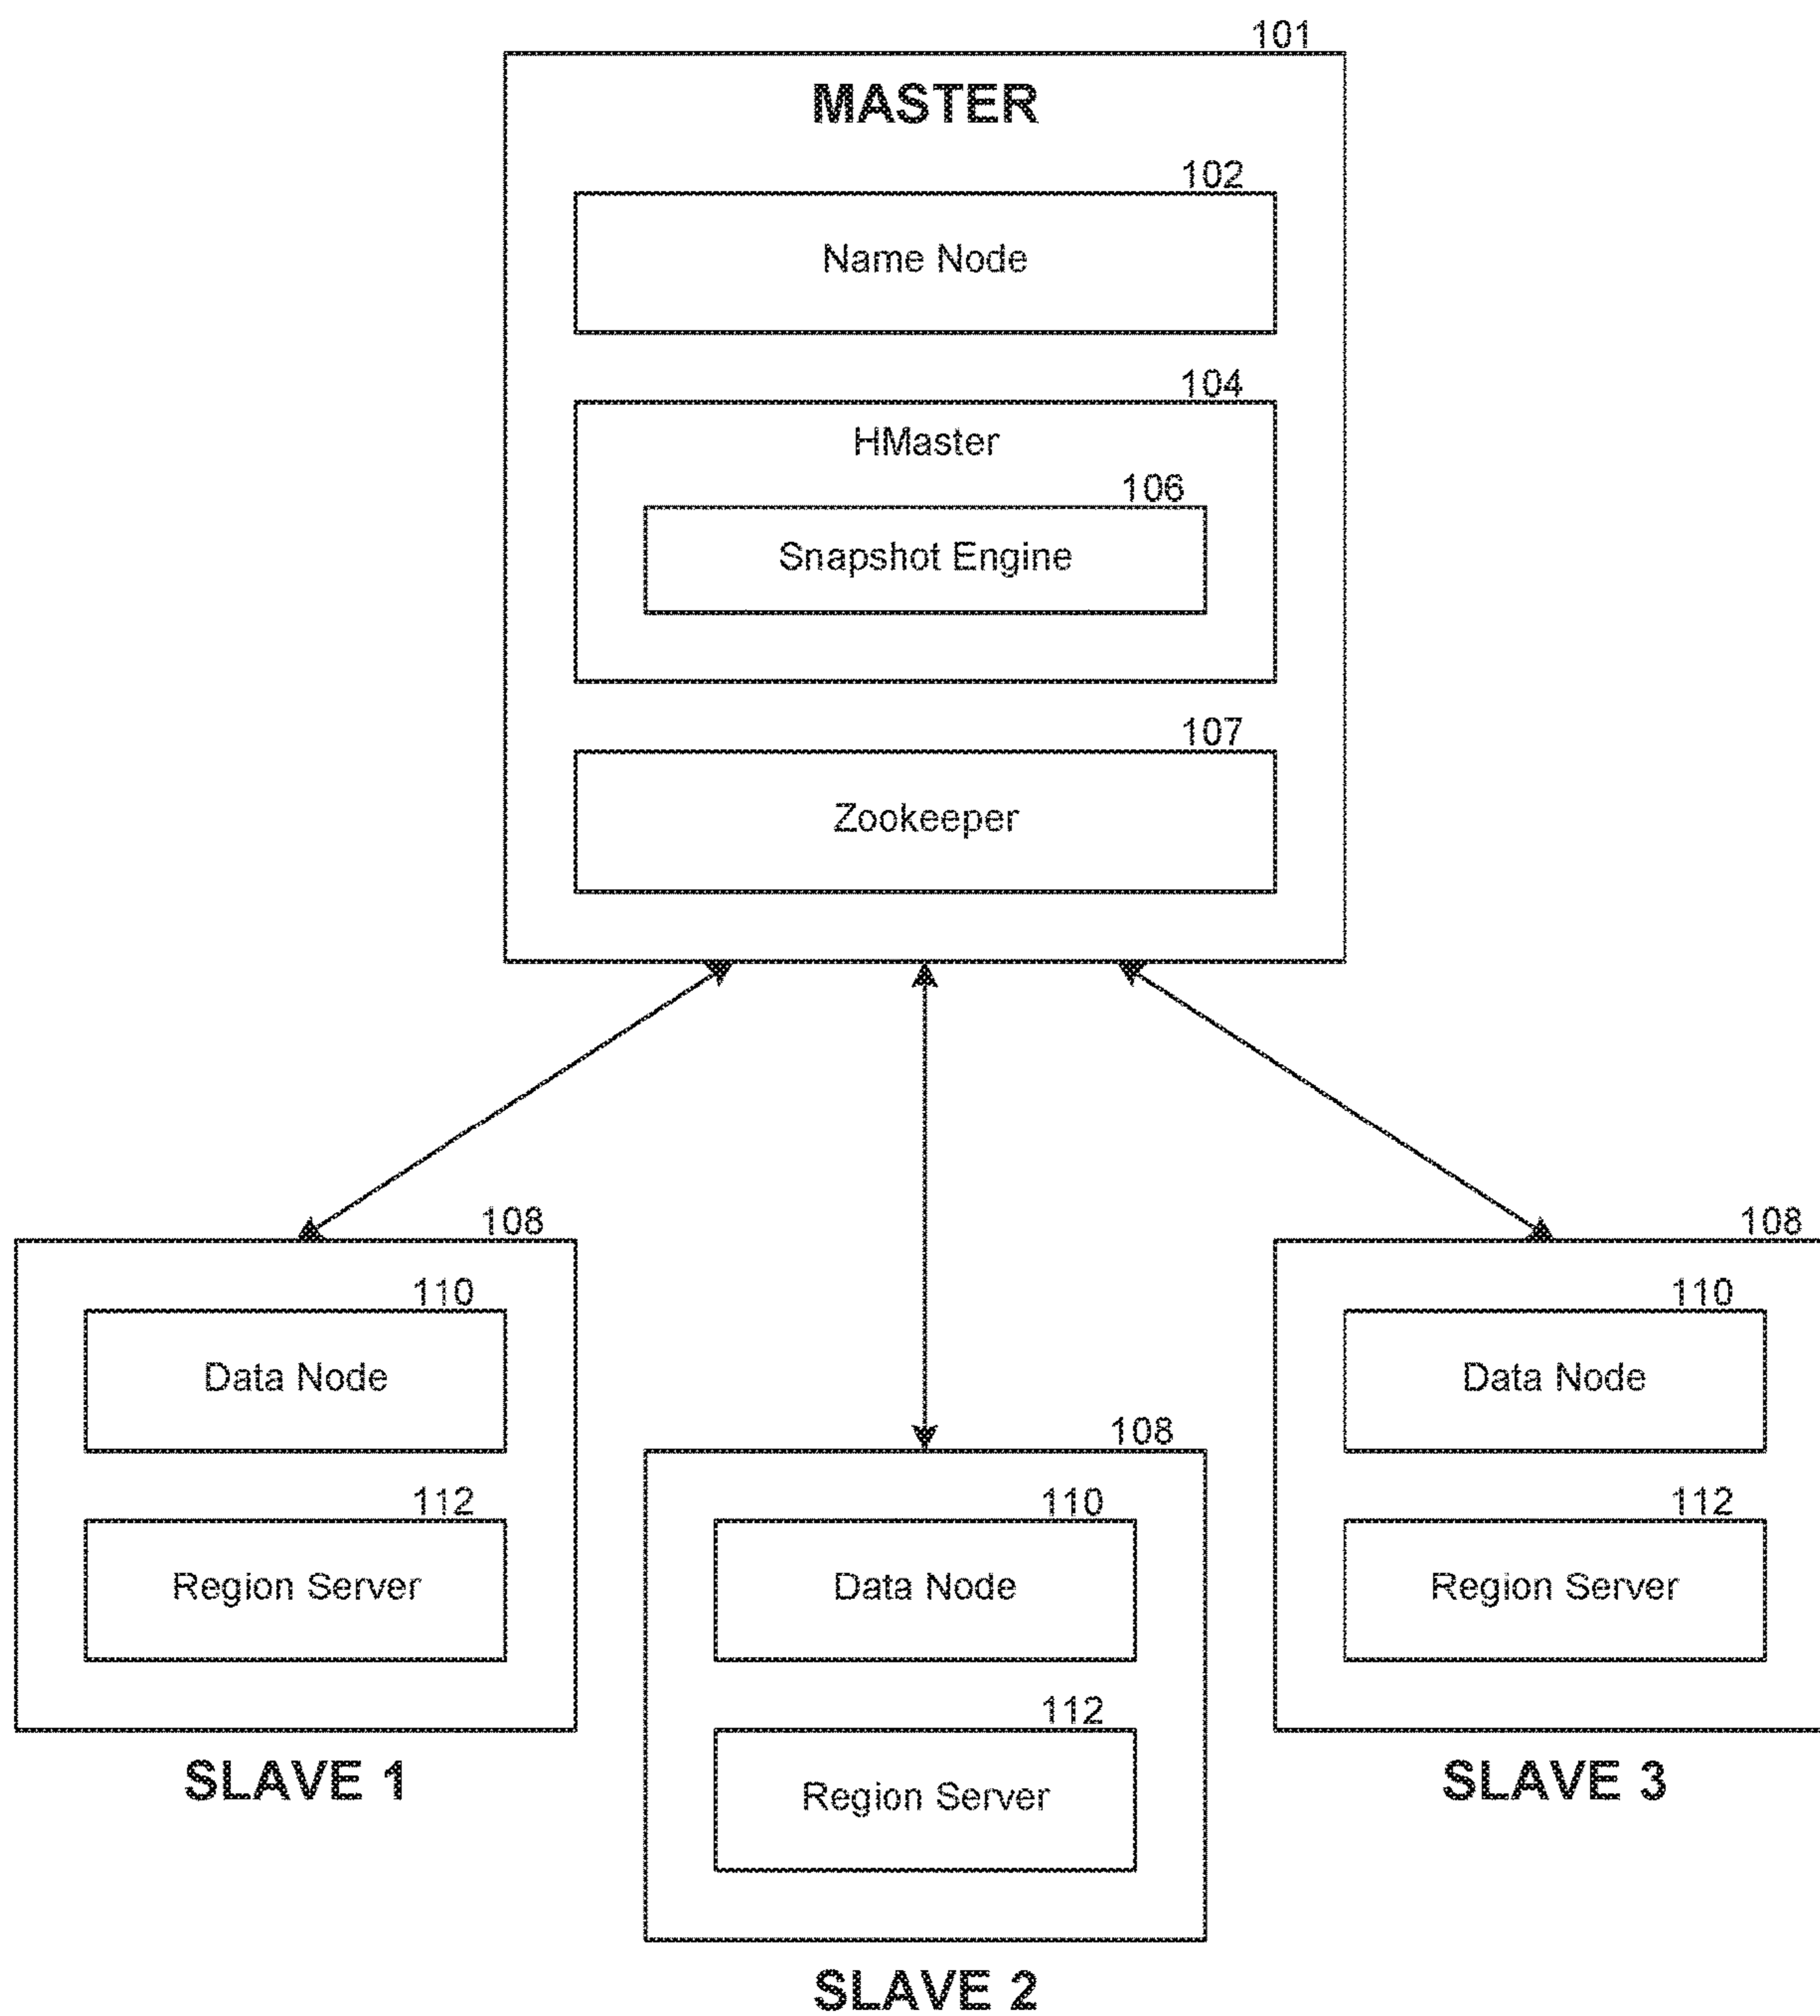 101
MASTER
102
Name Node
104
HMaster
106
Snapshot Engine
107
Zookeeper
108
110
Data Node
112
Region Server
SLAVE 1
108
110
Data Node
112
Region Server
SLAVE 2
108
110
Data Node
112
Region Server
SLAVE 3